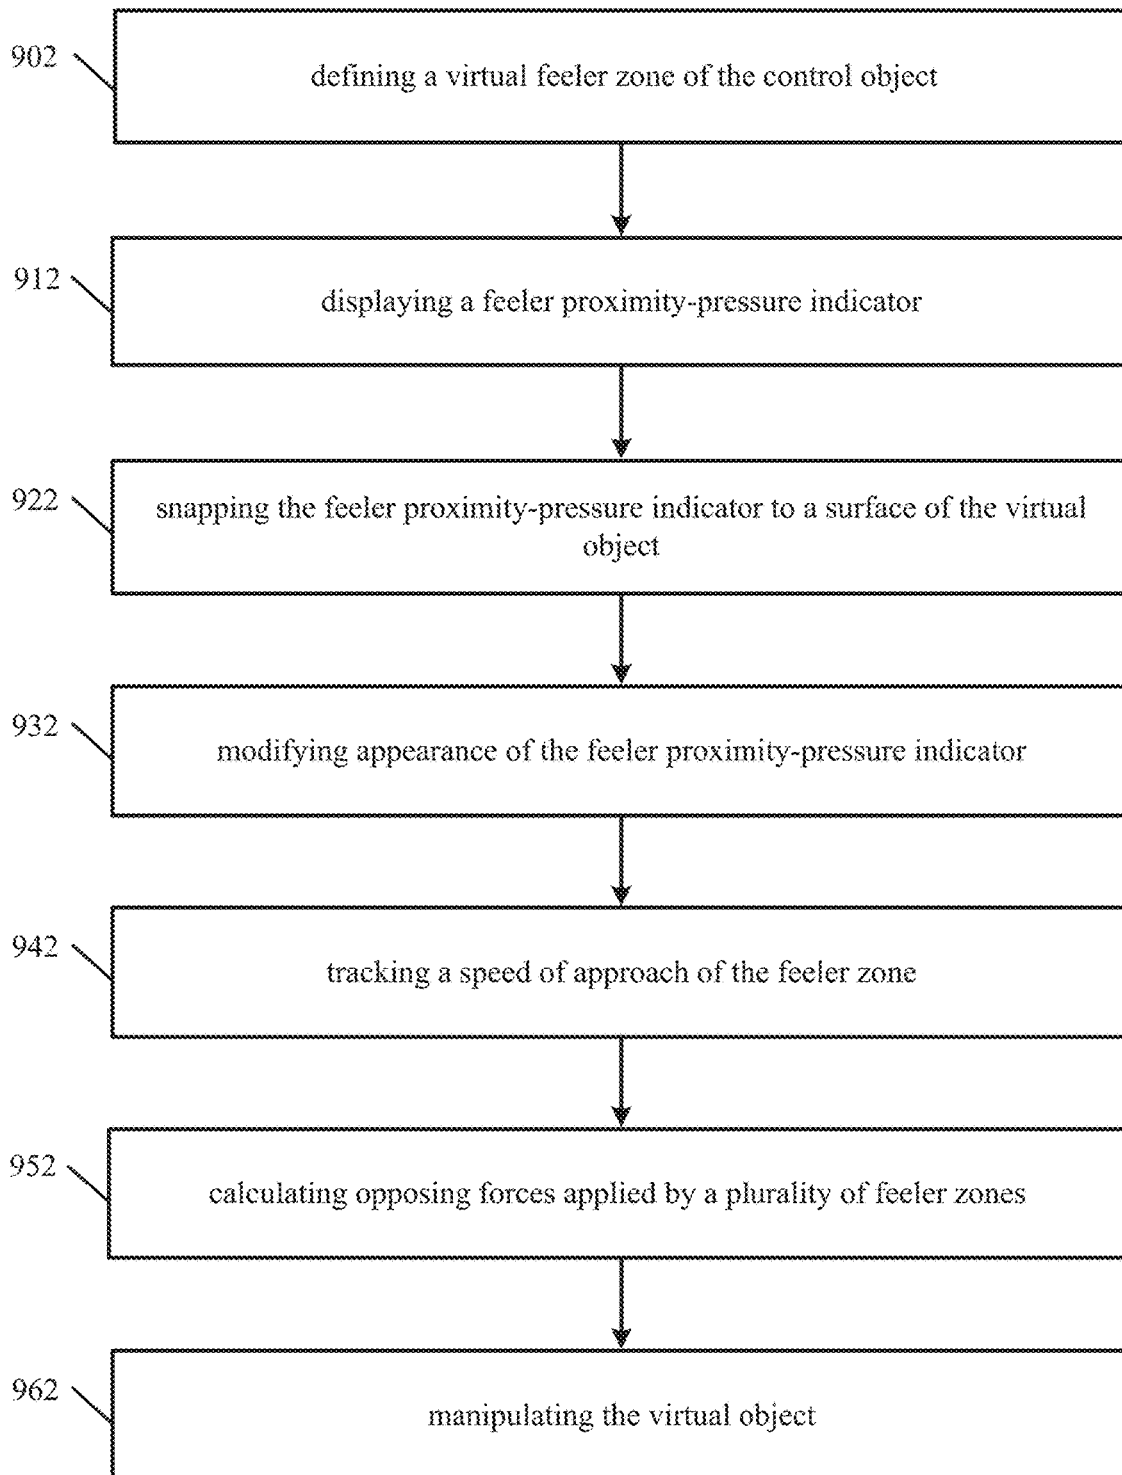 902
defining a virtual feeler zone of the control object
912
displaying a feeler proximity-pressure indicator
922
snapping the feeler proximity-pressure indicator to a surface of the virtual
object
932
modifying appearance of the feeler proximity-pressure indicator
942
tracking a speed of approach of the feeler zone
952
calculating opposing forces applied by a plurality of feeler zones
962
manipulating the virtual object